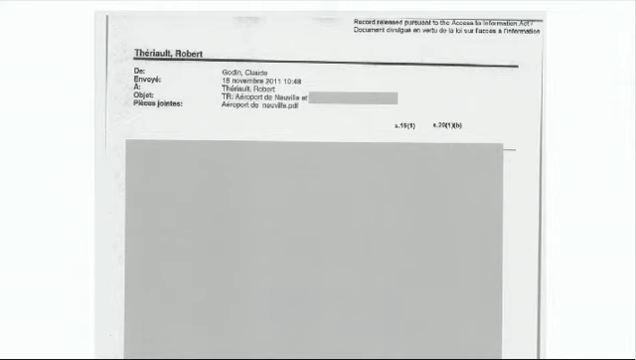 Record released pursuant to the Access to Information Act /
Document divulgué en vertu de la loi sur l'accès à l'information
Thériault, Robert
De: Godin, Claude
Envoyé: 18 novembre 2011 10:48
À: Thériault, Robert
Objet: TR: Aéroport de Neuville et
Pièces jointes: Aéroport de neuville.pdf
s.19(1) s.20(1)(b)